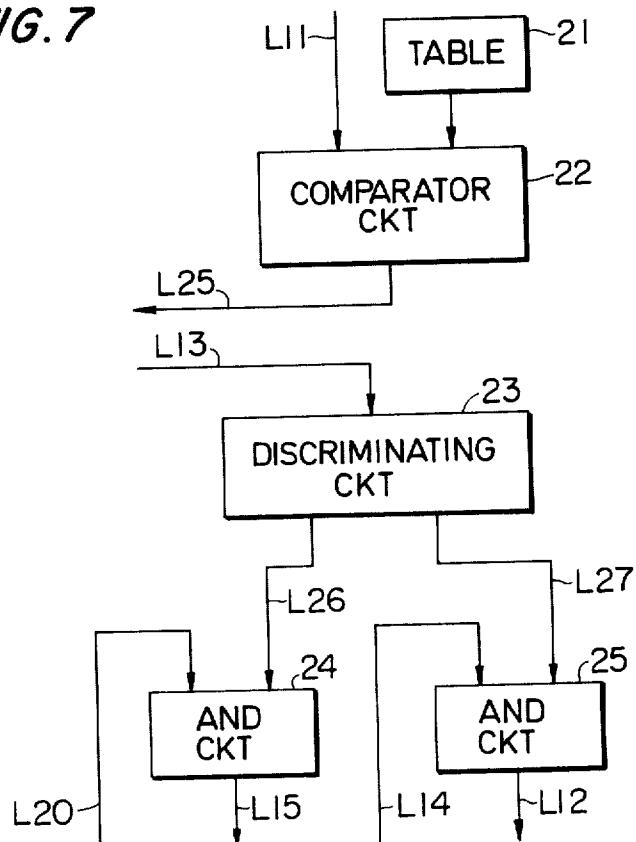 FIG. 7
L11
TABLE
21
COMPARATOR
CKT
22
L25
L13
23
DISCRIMINATING
CKT
L26
L27
24
25
AND
CKT
AND
CKT
L20
L15
L14
L12